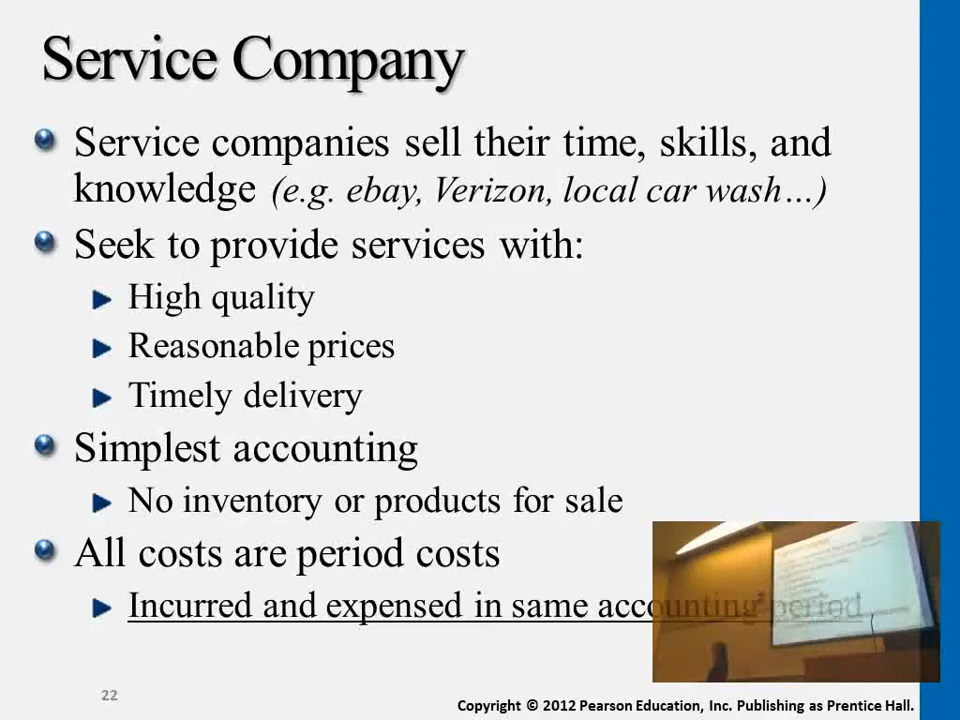 Service Company
Service companies sell their time, skills, and
knowledge (e.g. ebay, Verizon, local car wash…)
Seek to provide services with:
High quality
Reasonable prices
Timely delivery
Simplest accounting
No inventory or products for sale
All costs are period costs
Incurred and expensed in same accounting period
22
Copyright © 2012 Pearson Education, Inc. Publishing as Prentice Hall.